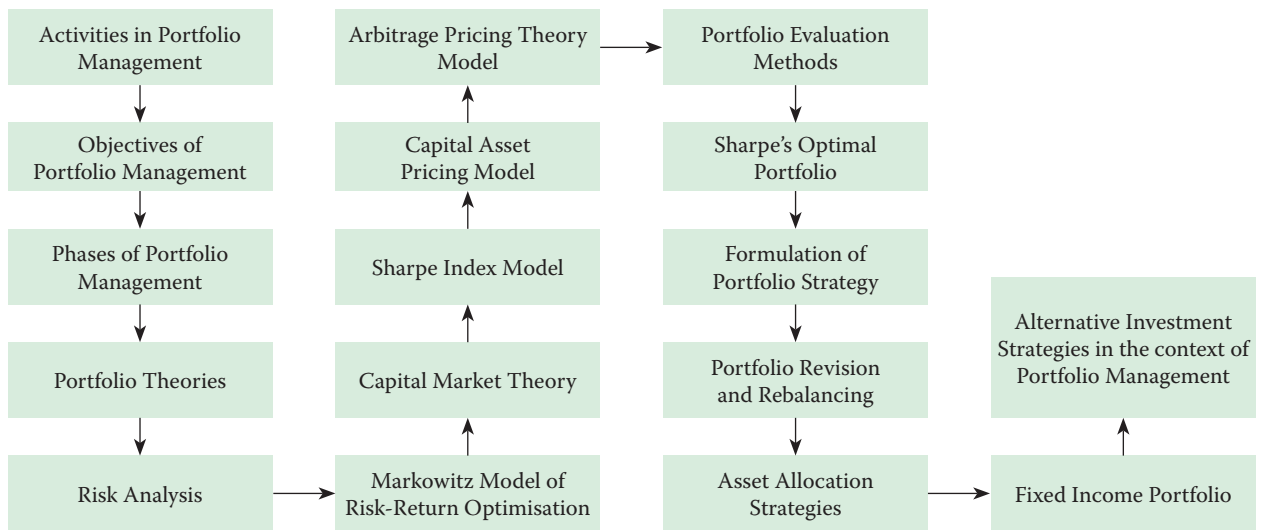 Activities in Portfolio
Management
Objectives of
Portfolio Management
Phases of Portfolio
Management
Portfolio Theories
Risk Analysis
Markowitz Model of
Risk-Return Optimisation
Capital Market Theory
Sharpe Index Model
Capital Asset
Pricing Model
Arbitrage Pricing Theory
Model
Portfolio Evaluation
Methods
Sharpe’s Optimal
Portfolio
Formulation of
Portfolio Strategy
Portfolio Revision
and Rebalancing
Asset Allocation
Strategies
Fixed Income Portfolio
Alternative Investment
Strategies in the context of
Portfolio Management